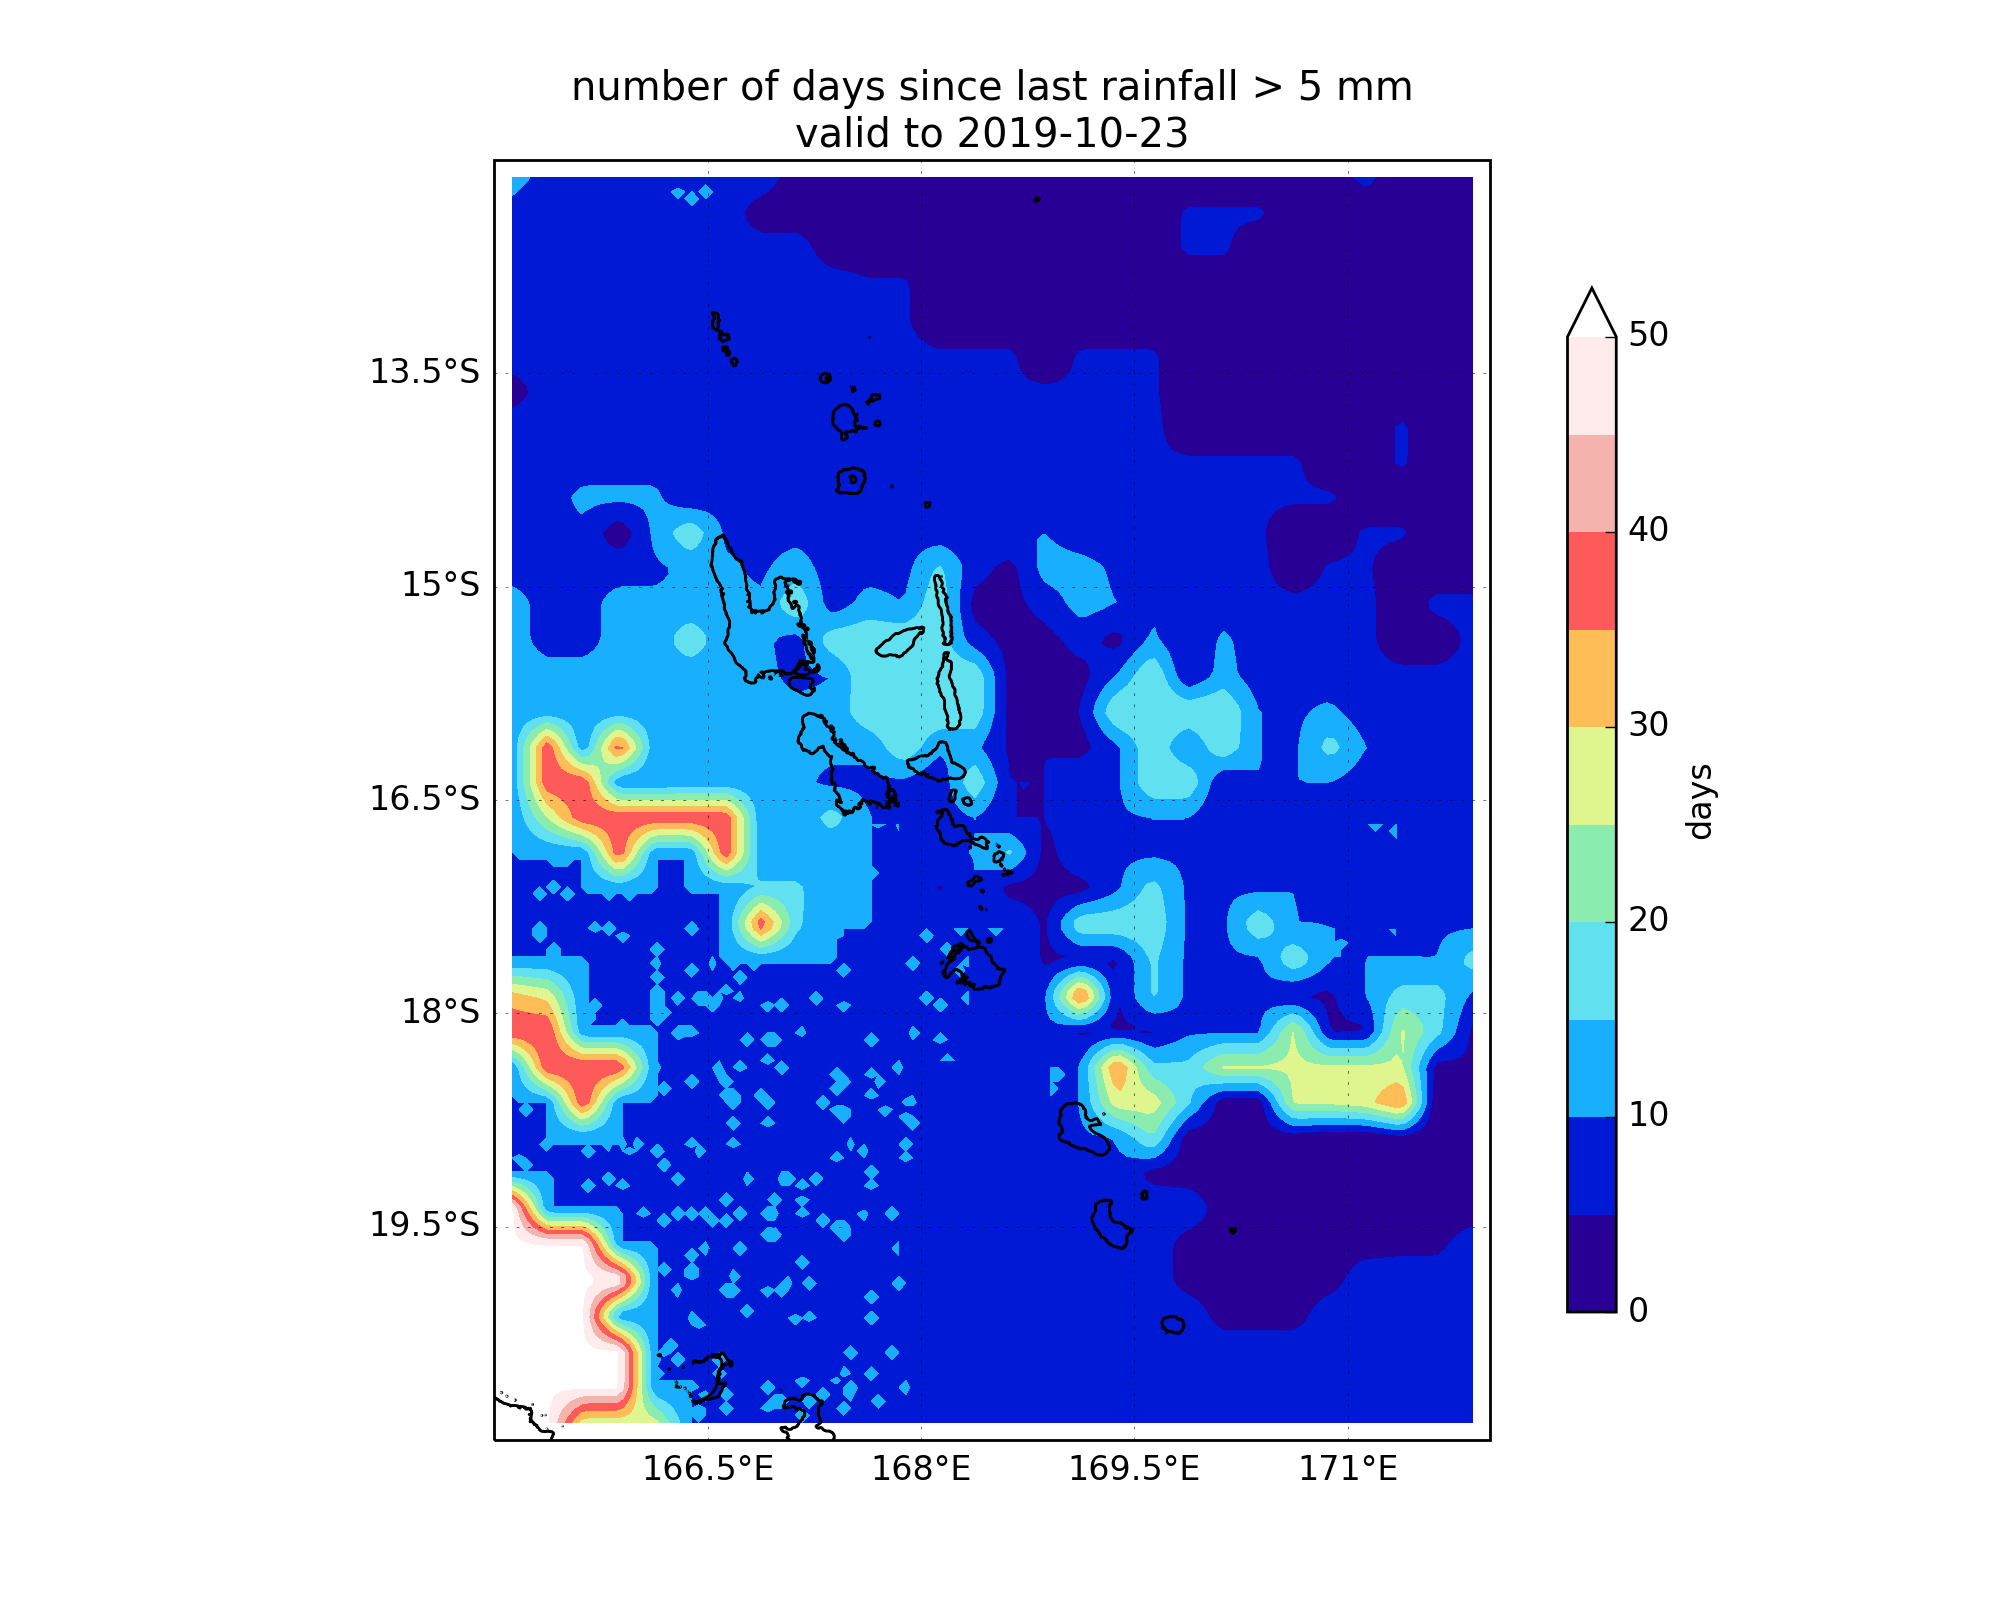 number of days since last rainfall > 5 mm
valid to 2019-10-23
13.5°S
15°S
16.5°S
18°S
19.5°S
166.5°E
168°E
169.5°E
171°E
50
40
30
20
10
0
days